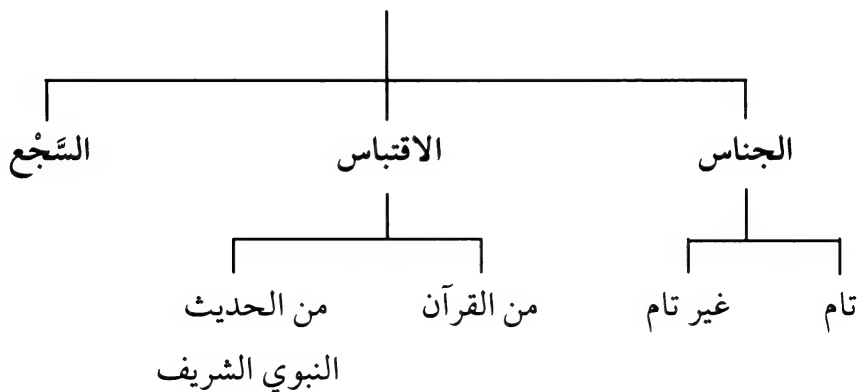 الجناس الاقتباس السَّجْع
تام غير تام من القرآن من الحديث
النبوي الشريف